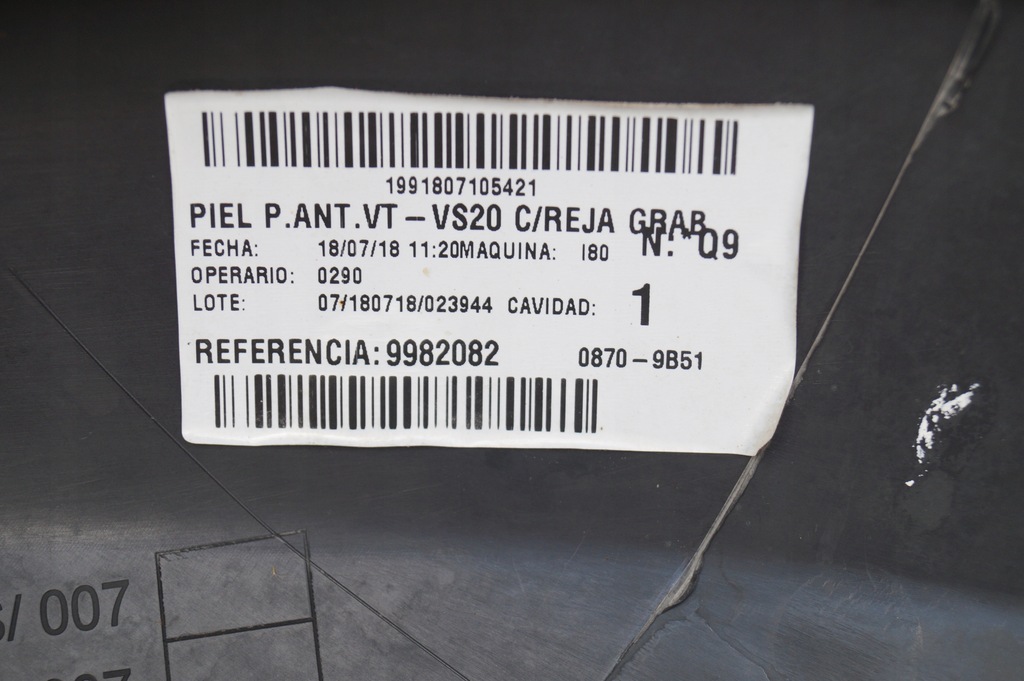 1991807105421
PIEL P.ANT.VT – VS20 C/REJA GRAB
N.* Q9
FECHA: 18/07/18 11:20MAQUINA: I80
OPERARIO: 0290
LOTE: 07/180718/023944 CAVIDAD: 1
REFERENCIA: 9982082 0870 – 9B51
/ 007